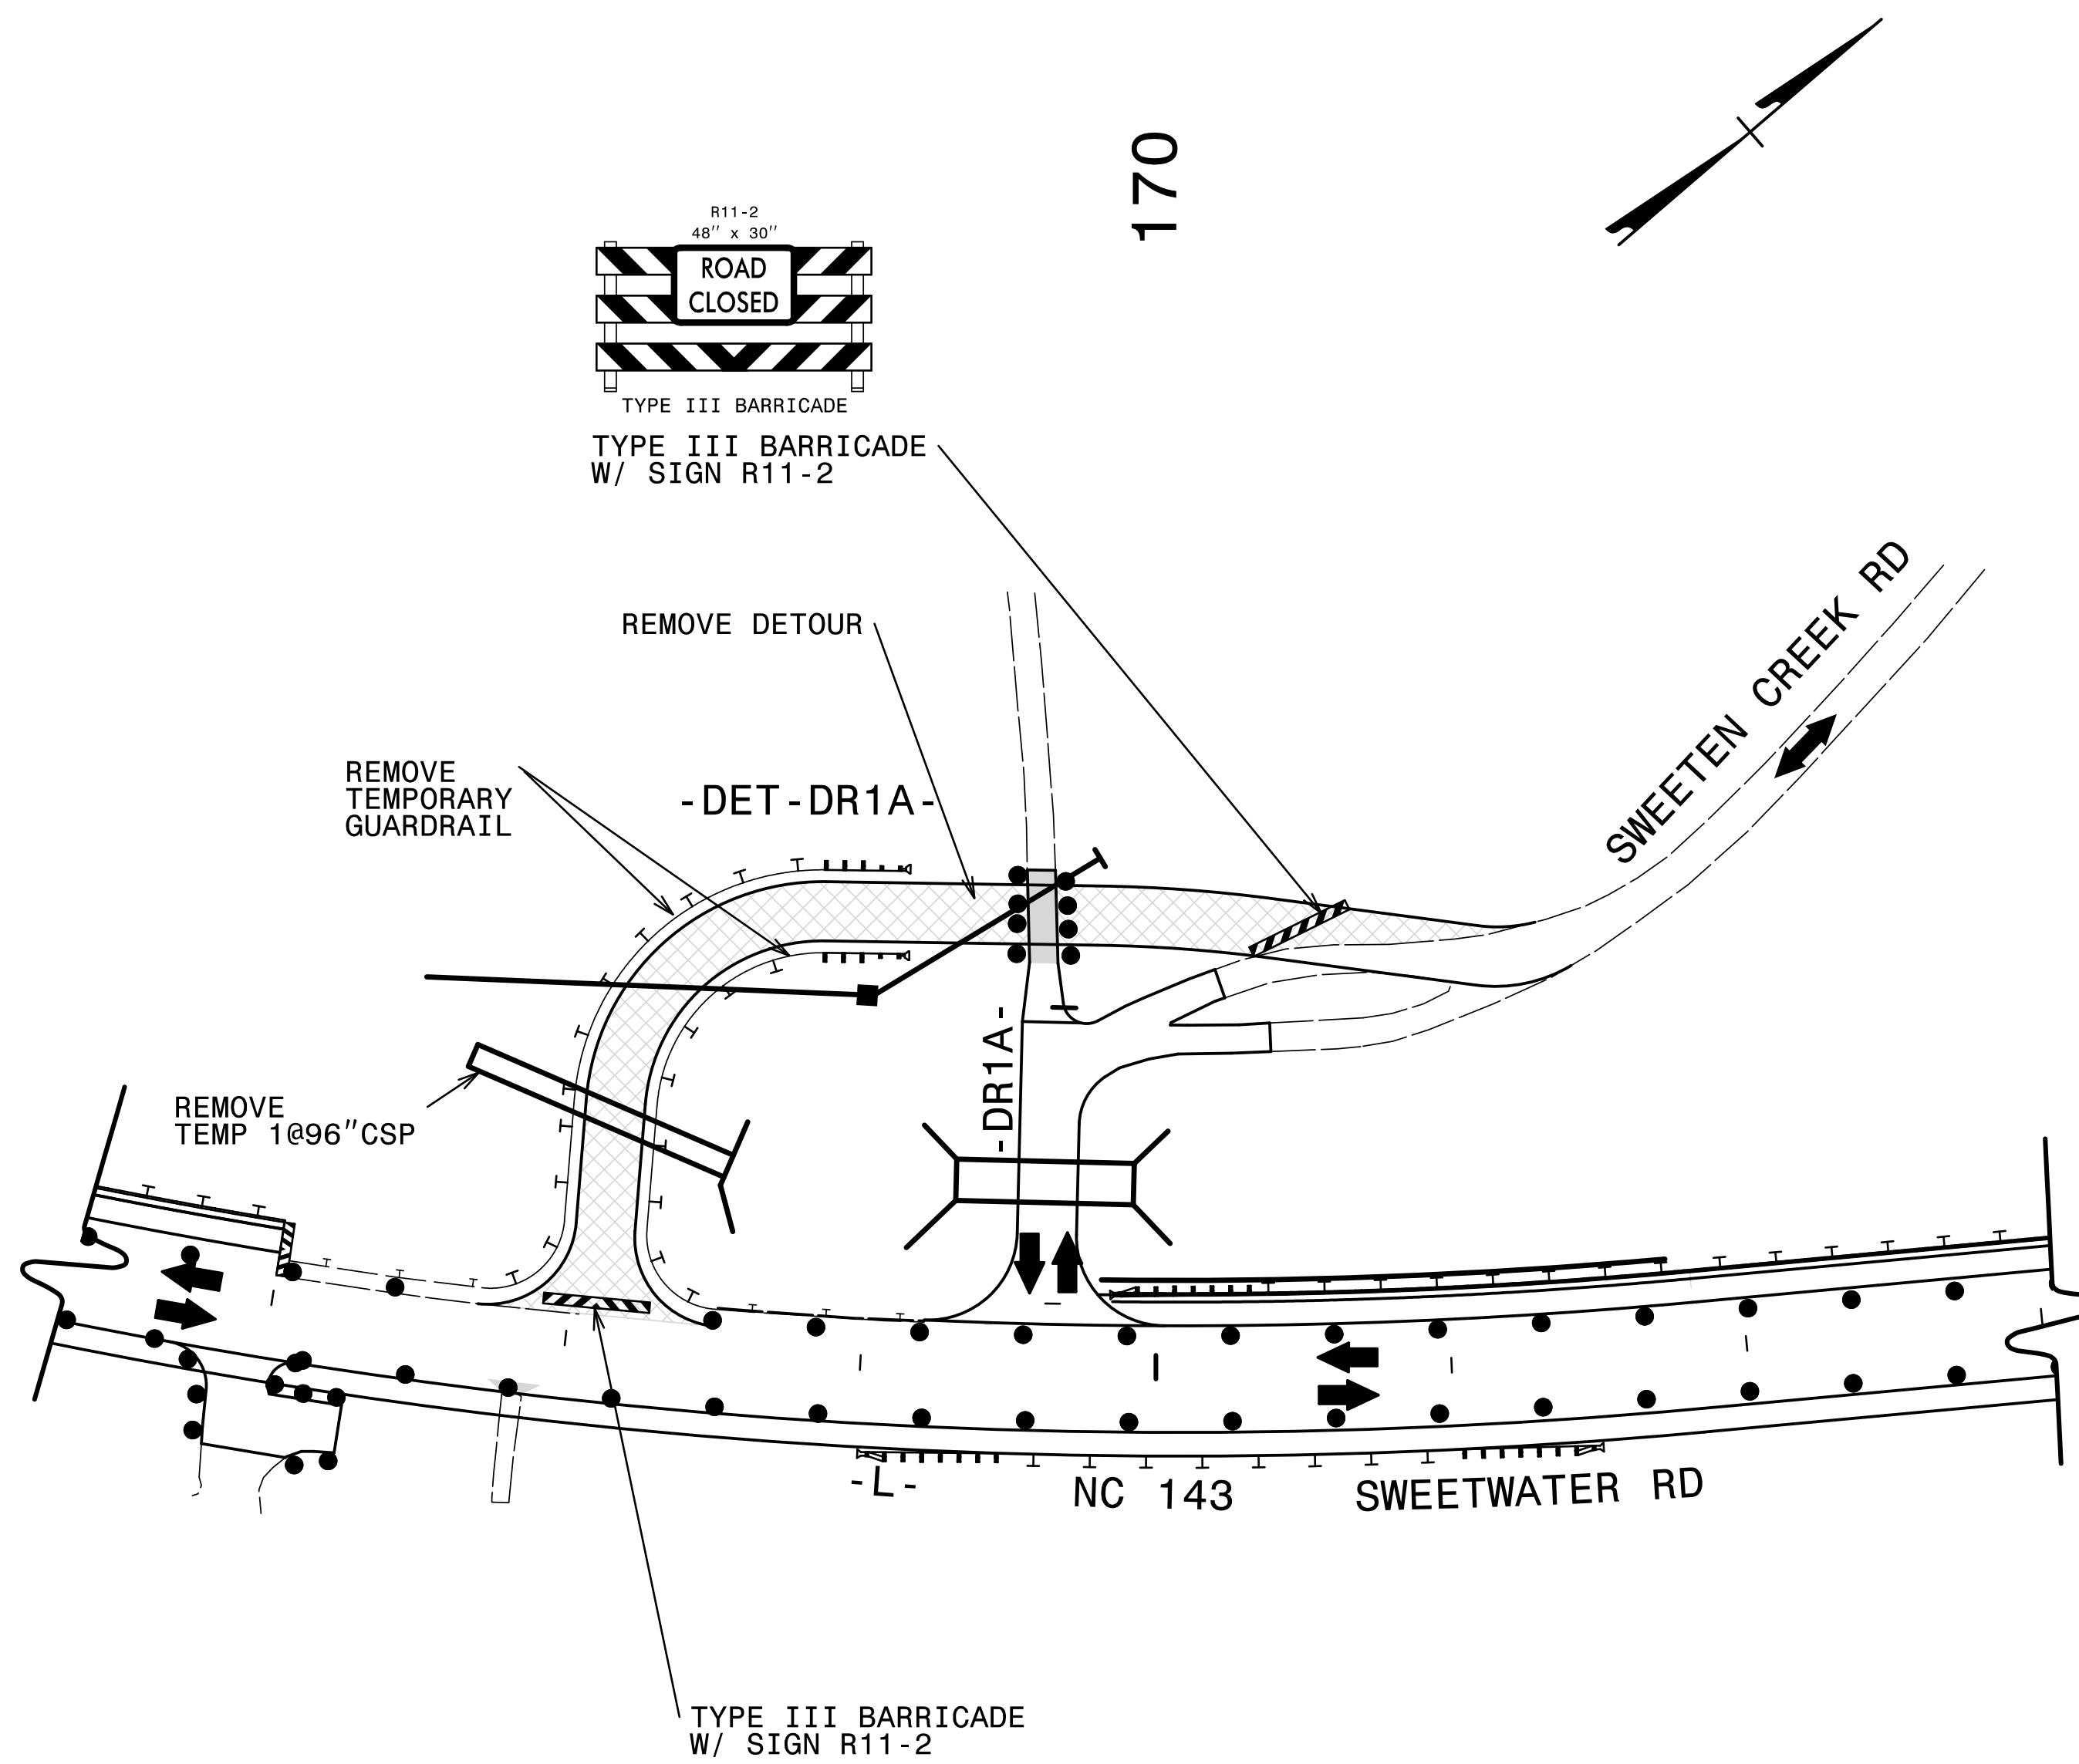 170
R11-2
48" x 30"
ROAD
CLOSED
TYPE III BARRICADE
TYPE III BARRICADE
W/ SIGN R11-2
REMOVE DETOUR
SWEETEN CREEK RD
REMOVE
TEMPORARY
GUARDRAIL
-DET-DR1A-
-DR1A-
REMOVE
TEMP 1@96"CSP
-L-
NC 143
SWEETWATER RD
TYPE III BARRICADE
W/ SIGN R11-2